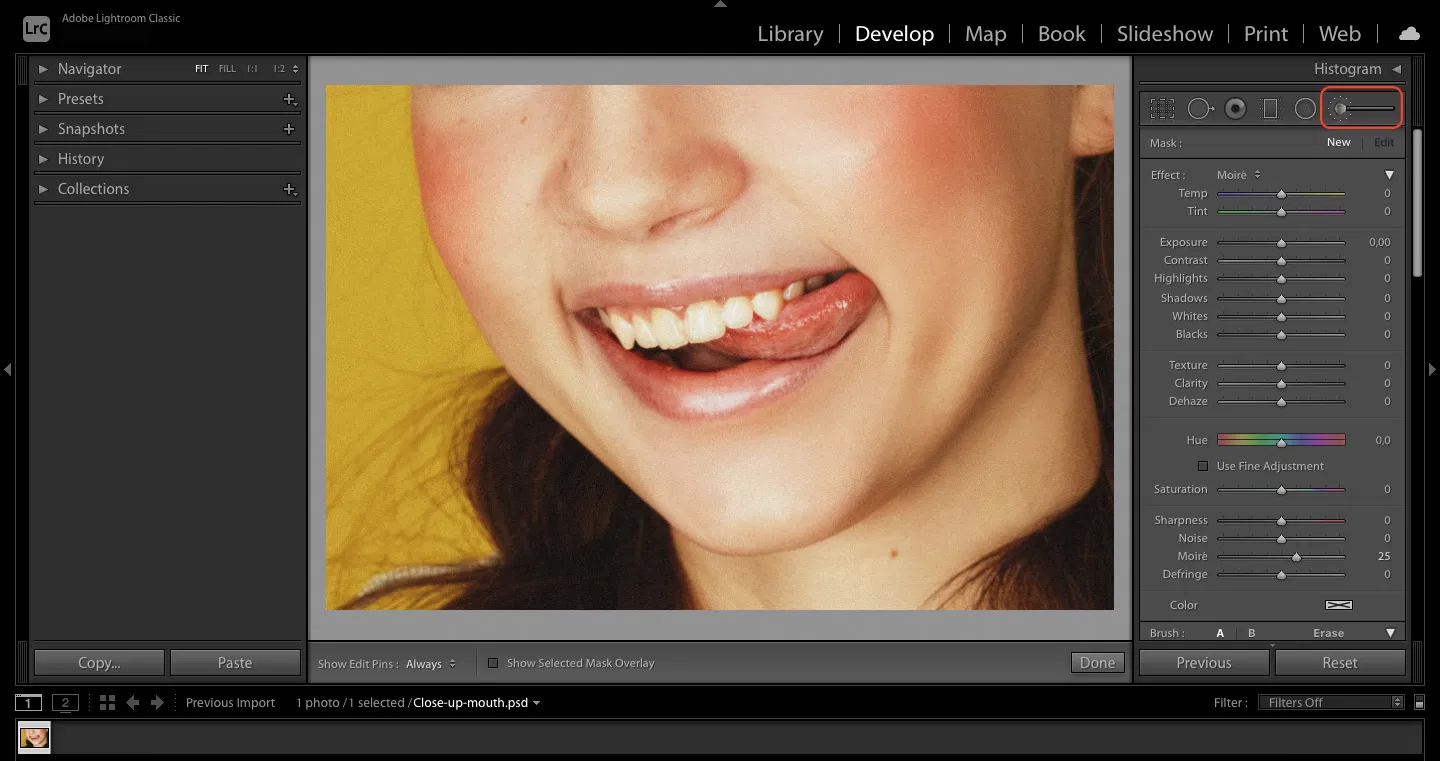 LrC
Adobe Lightroom Classic
Library Develop Map Book Slideshow Print Web
Navigator FIT FILL 1:1 1:2
Presets
Snapshots
History
Collections
Histogram
Mask : New Edit
Effect : Moirė
Temp 0
Tint 0
Exposure 0,00
Contrast 0
Highlights 0
Shadows 0
Whites 0
Blacks 0
Texture 0
Clarity 0
Dehaze 0
Hue 0,0
Use Fine Adjustment
Saturation 0
Sharpness 0
Noise 0
Moirė 25
Defringe 0
Color
Brush : A B Erase
Copy... Paste
Show Edit Pins : Always Show Selected Mask Overlay Done
Previous Reset
1 2 Previous Import 1 photo /1 selected /Close-up-mouth.psd
Filter : Filters Off